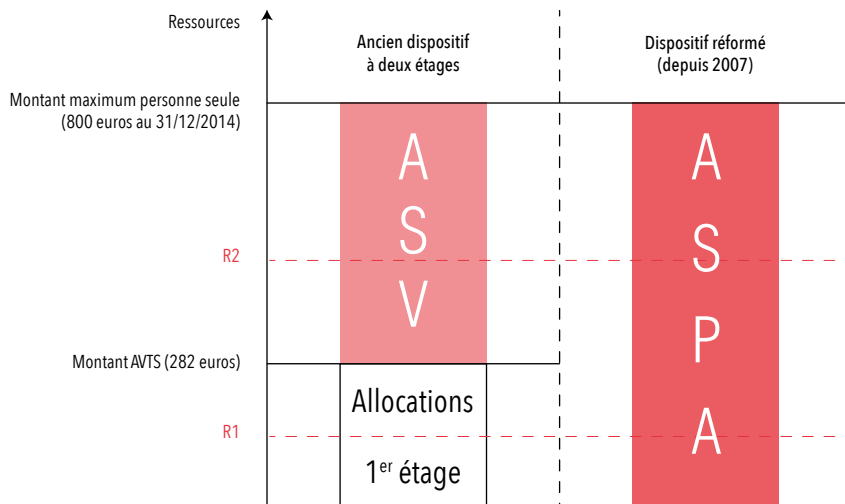 Ressources
Ancien dispositif
à deux étages
Dispositif réformé
(depuis 2007)
Montant maximum personne seule
(800 euros au 31/12/2014)
A
S
V
A
S
P
A
R2
Montant AVTS (282 euros)
Allocations
R1
1er étage